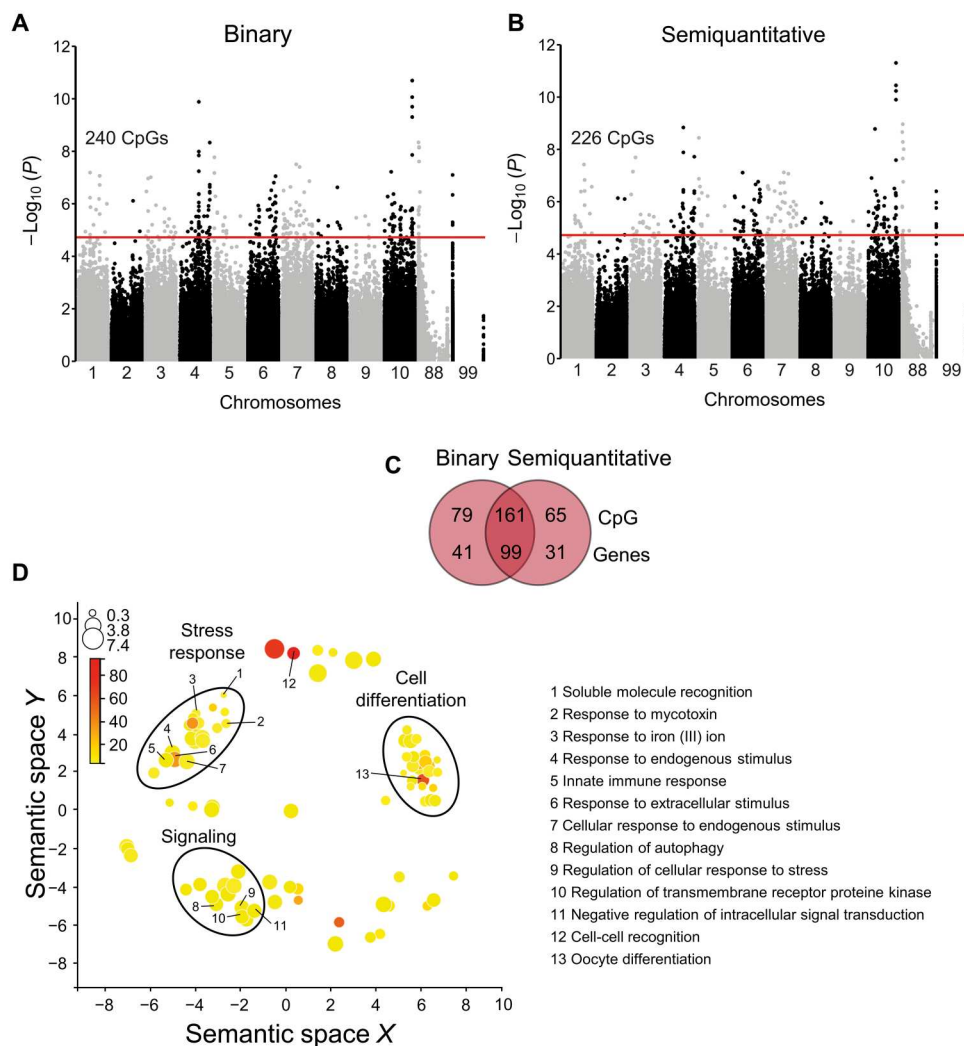 A
Binary
12
10
8
6
4
2
0
240 CpGs
−Log10 (P)
1 2 3 4 5 6 7 8 9 10 88 99
Chromosomes
B
Semiquantitative
12
10
8
6
4
2
0
226 CpGs
−Log10 (P)
1 2 3 4 5 6 7 8 9 10 88 99
Chromosomes
C
Binary Semiquantitative
79 161 65 CpG
41 99 31 Genes
D
10
8
6
4
2
0
−2
−4
−6
−8
Semantic space Y
0.3
3.8
7.4
80
60
40
20
Stress
response
1
3
2
4
6
5
7
12
Cell
differentiation
13
Signaling
9
8
10
11
−8 −6 −4 −2 0 2 4 6 8 10
Semantic space X
1 Soluble molecule recognition
2 Response to mycotoxin
3 Response to iron (III) ion
4 Response to endogenous stimulus
5 Innate immune response
6 Response to extracellular stimulus
7 Cellular response to endogenous stimulus
8 Regulation of autophagy
9 Regulation of cellular response to stress
10 Regulation of transmembrane receptor proteine kinase
11 Negative regulation of intracellular signal transduction
12 Cell-cell recognition
13 Oocyte differentiation